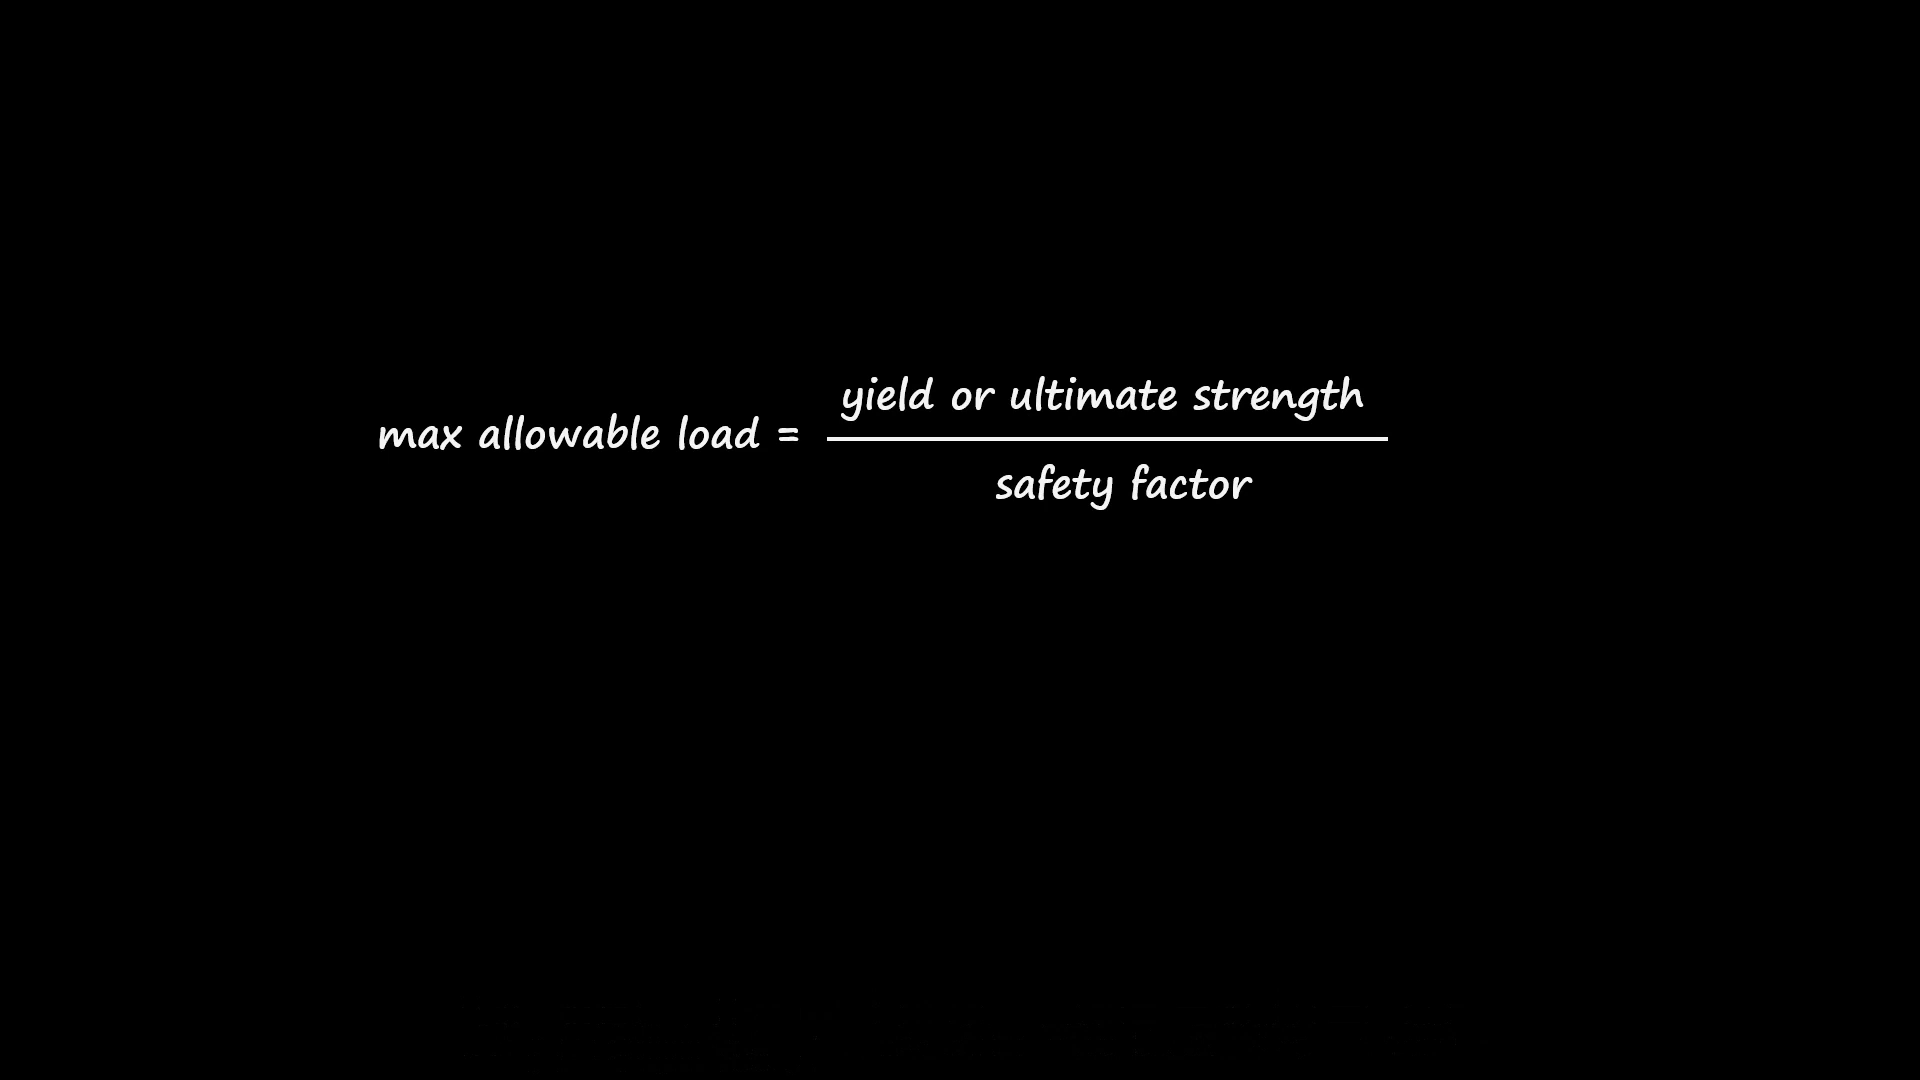 max allowable load = yield or ultimate strength
safety factor